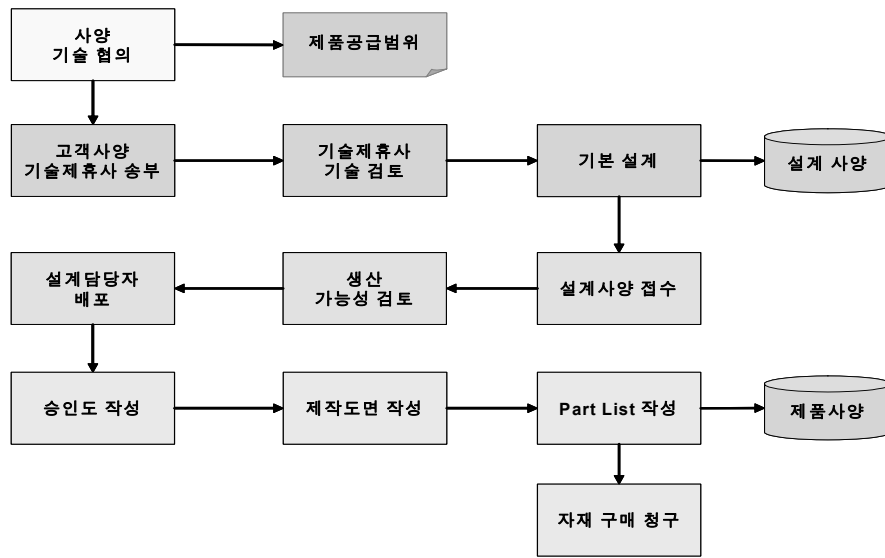 사양
기술 협의
제품공급범위
고객사양
기술제휴사 송부
기술제휴사
기술 검토
기본 설계
설계 사양
설계담당자
배포
생산
가능성 검토
설계사양 접수
승인도 작성
제작도면 작성
Part List 작성
제품사양
자재 구매 청구